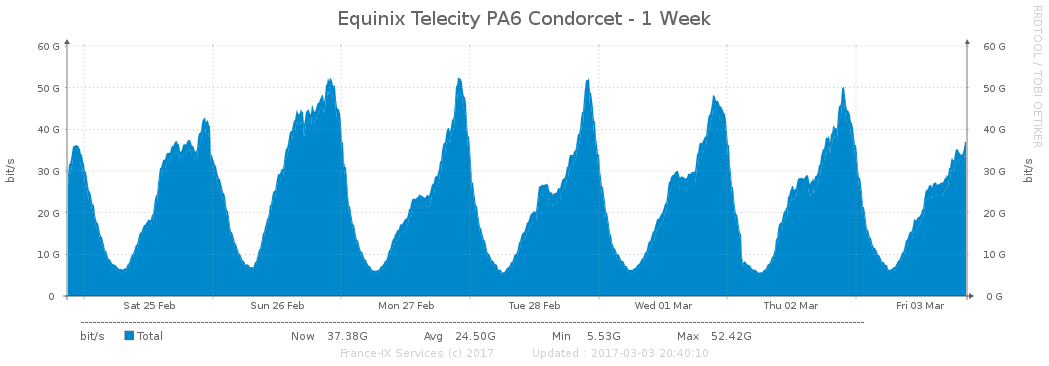 Equinix Telecity PA6 Condorcet - 1 Week
RRDTOOL / TOBI OETIKER
60 G 60 G
50 G 50 G
40 G 40 G
30 G 30 G
20 G 20 G
10 G 10 G
0 0 G
bit/s
bit/s
Sat 25 Feb Sun 26 Feb Mon 27 Feb Tue 28 Feb Wed 01 Mar Thu 02 Mar Fri 03 Mar
bit/s Total Now 37.38G Avg 24.50G Min 5.53G Max 52.42G
France-IX Services (c) 2017 Updated : 2017-03-03 20:40:10